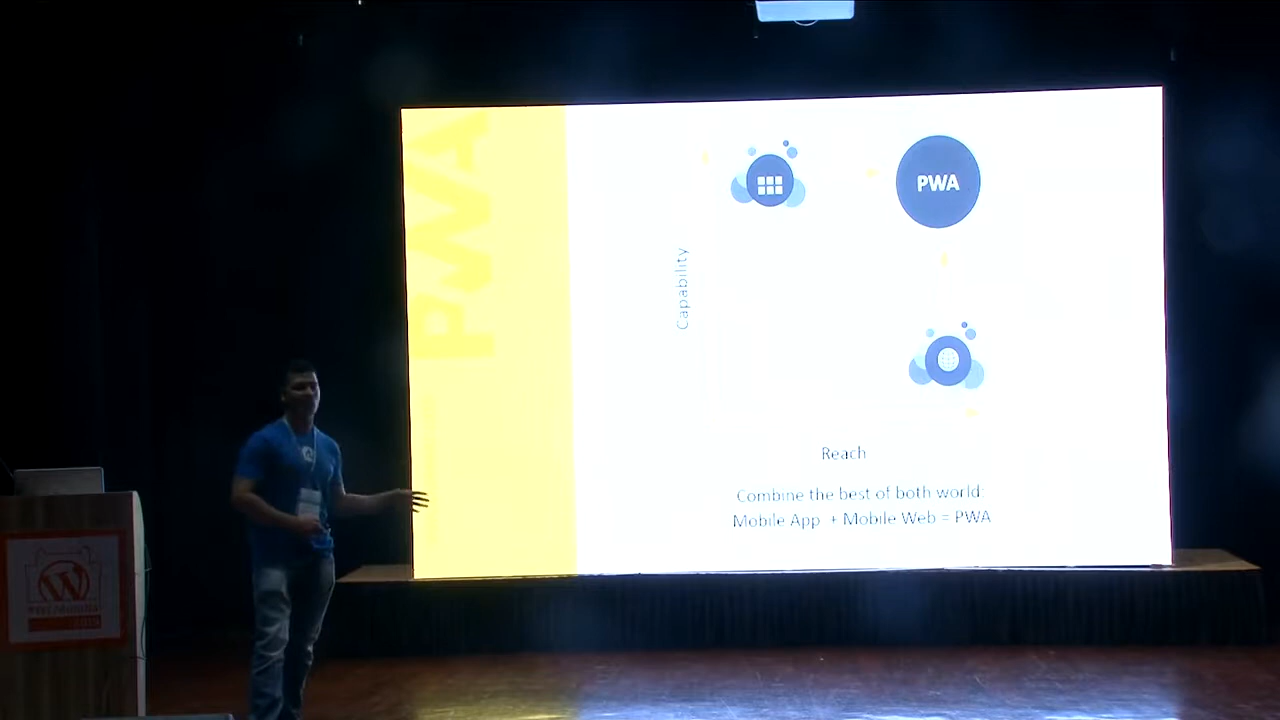 PWA
PWA
Capability
Reach
Combine the best of both world:
Mobile App + Mobile Web = PWA